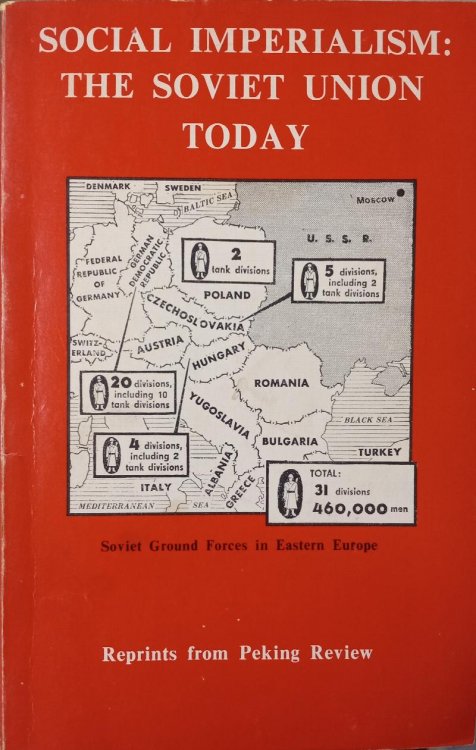 SOCIAL IMPERIALISM:
THE SOVIET UNION
TODAY
DENMARK
SWEDEN
BALTIC SEA
MOSCOW
U. S. S. R.
FEDERAL
REPUBLIC
OF
GERMANY
GERMAN
DEMOCRATIC
REPUBLIC
2
tank divisions
POLAND
5 divisions,
including 2
tank divisions
CZECHOSLOVAKIA
SWITZ-
ERLAND
AUSTRIA
HUNGARY
ROMANIA
20 divisions,
including 10
tank divisions
YUGOSLAVIA
BLACK SEA
4 divisions,
including 2
tank divisions
BULGARIA
TURKEY
ALBANIA
GREECE
ITALY
MEDITERRANEAN SEA
TOTAL:
31 divisions
460,000 men
Soviet Ground Forces in Eastern Europe
Reprints from Peking Review